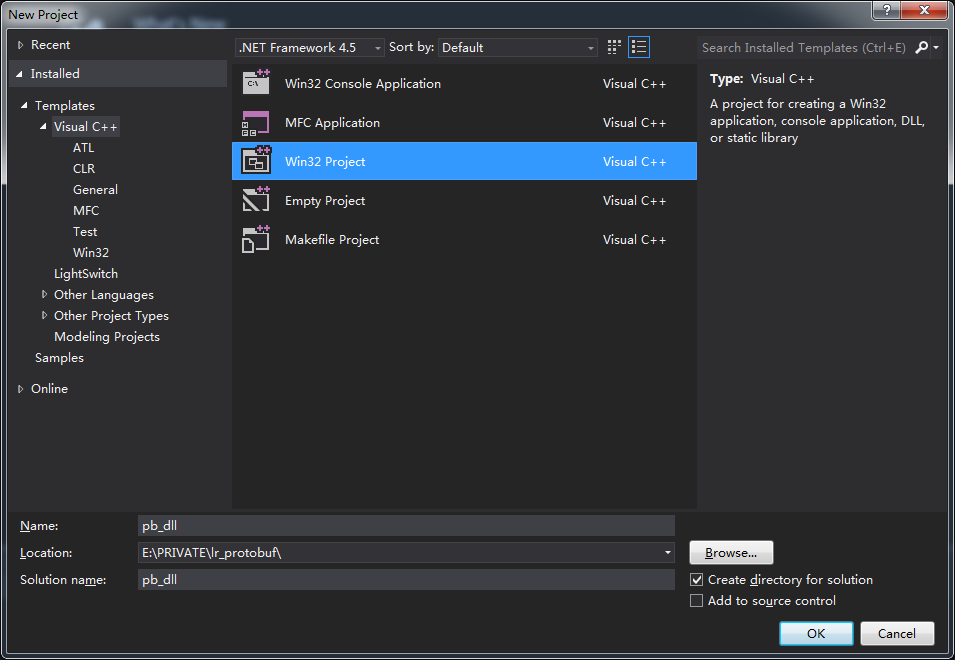 New Project
What's New
?
Recent
Installed
Templates
Visual C++
ATL
CLR
General
MFC
Test
Win32
LightSwitch
Other Languages
Other Project Types
Modeling Projects
Samples
Online
.NET Framework 4.5
Sort by:
Default
Win32 Console Application
Visual C++
MFC Application
Visual C++
Win32 Project
Visual C++
Empty Project
Visual C++
Makefile Project
Visual C++
Search Installed Templates (Ctrl+E)
Type: Visual C++
A project for creating a Win32
application, console application, DLL,
or static library
Name:
pb_dll
Location:
E:\PRIVATE\lr_protobuf\
Browse...
Solution name:
pb_dll
Create directory for solution
Add to source control
OK
Cancel